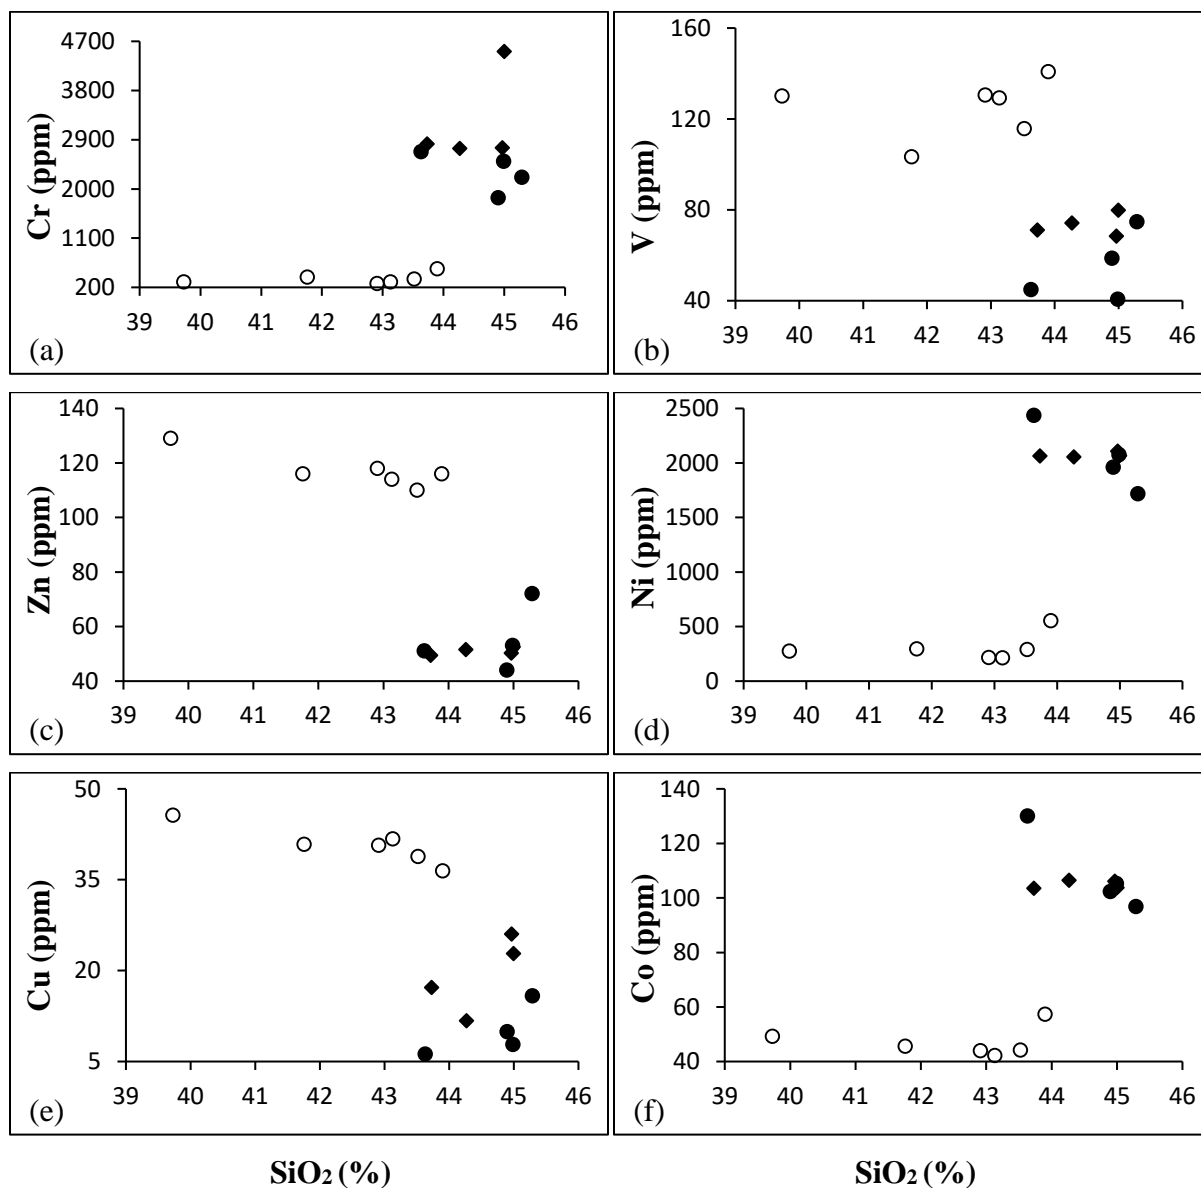 Cr (ppm)
4700
3800
2900
2000
1100
200
39 40 41 42 43 44 45 46
(a)
V (ppm)
160
120
80
40
39 40 41 42 43 44 45 46
(b)
Zn (ppm)
140
120
100
80
60
40
39 40 41 42 43 44 45 46
(c)
Ni (ppm)
2500
2000
1500
1000
500
0
39 40 41 42 43 44 45 46
(d)
Cu (ppm)
50
35
20
5
39 40 41 42 43 44 45 46
(e)
SiO₂ (%)
Co (ppm)
140
120
100
80
60
40
39 40 41 42 43 44 45 46
(f)
SiO₂ (%)